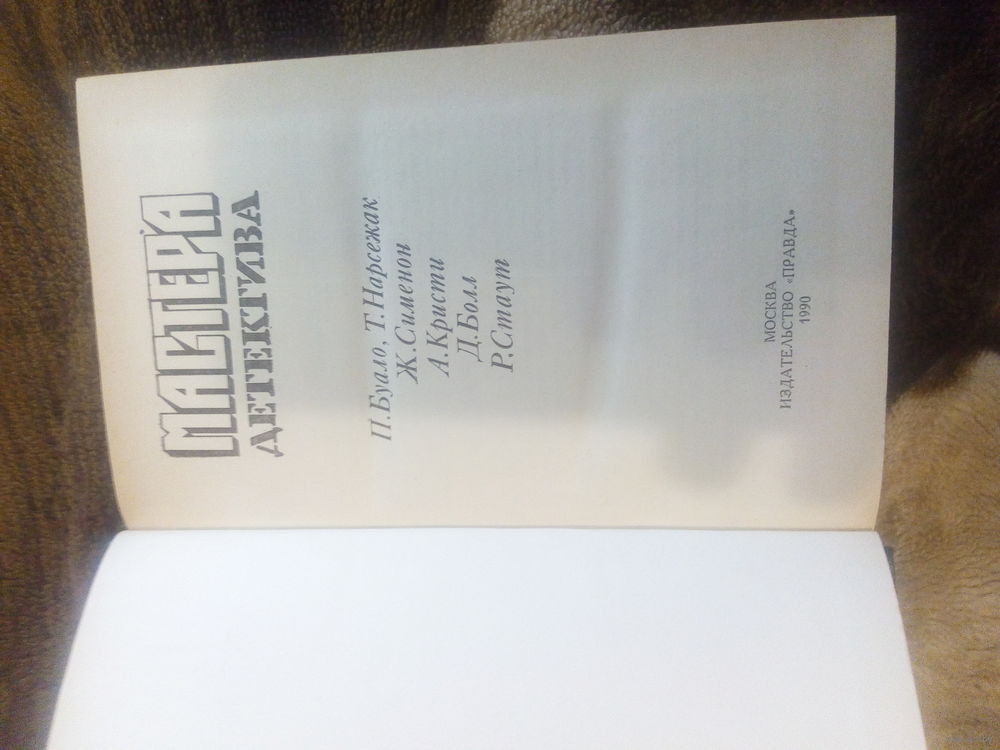 МАСТЕРА
ДЕТЕКТИВА
П.Буало, Т.Нарсежак
Ж.Сименон
А.Кристи
Д.Болл
Р.Стаут
МОСКВА
ИЗДАТЕЛЬСТВО «ПРАВДА»
1990